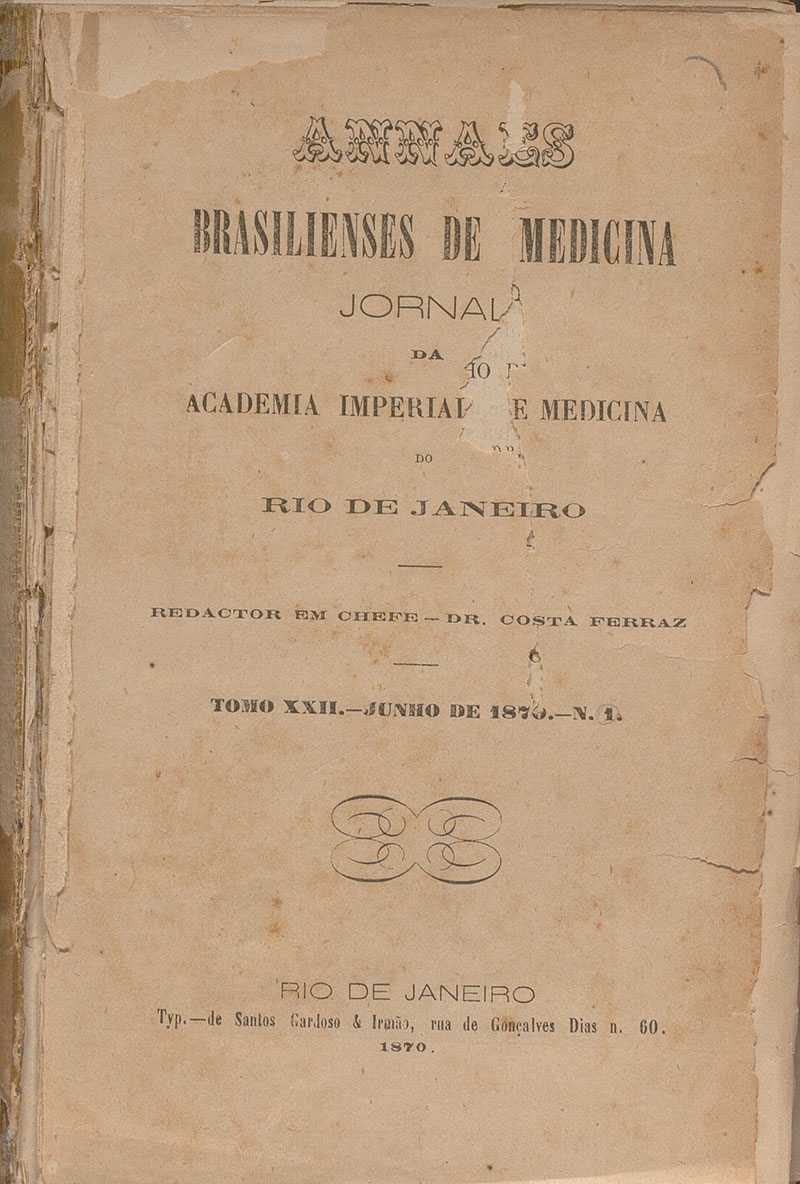 ANNAES
BRASILIENSES DE MEDICINA
JORNAL
DA
ACADEMIA IMPERIAL E MEDICINA
DO
RIO DE JANEIRO
REDACTOR EM CHEFE — DR. COSTA FERRAZ
TOMO XXII.—JUNHO DE 1870.—N. 1.
RIO DE JANEIRO
Typ.—de Santos Cardoso & Irmão, rua de Gonçalves Dias n. 60.
1870.